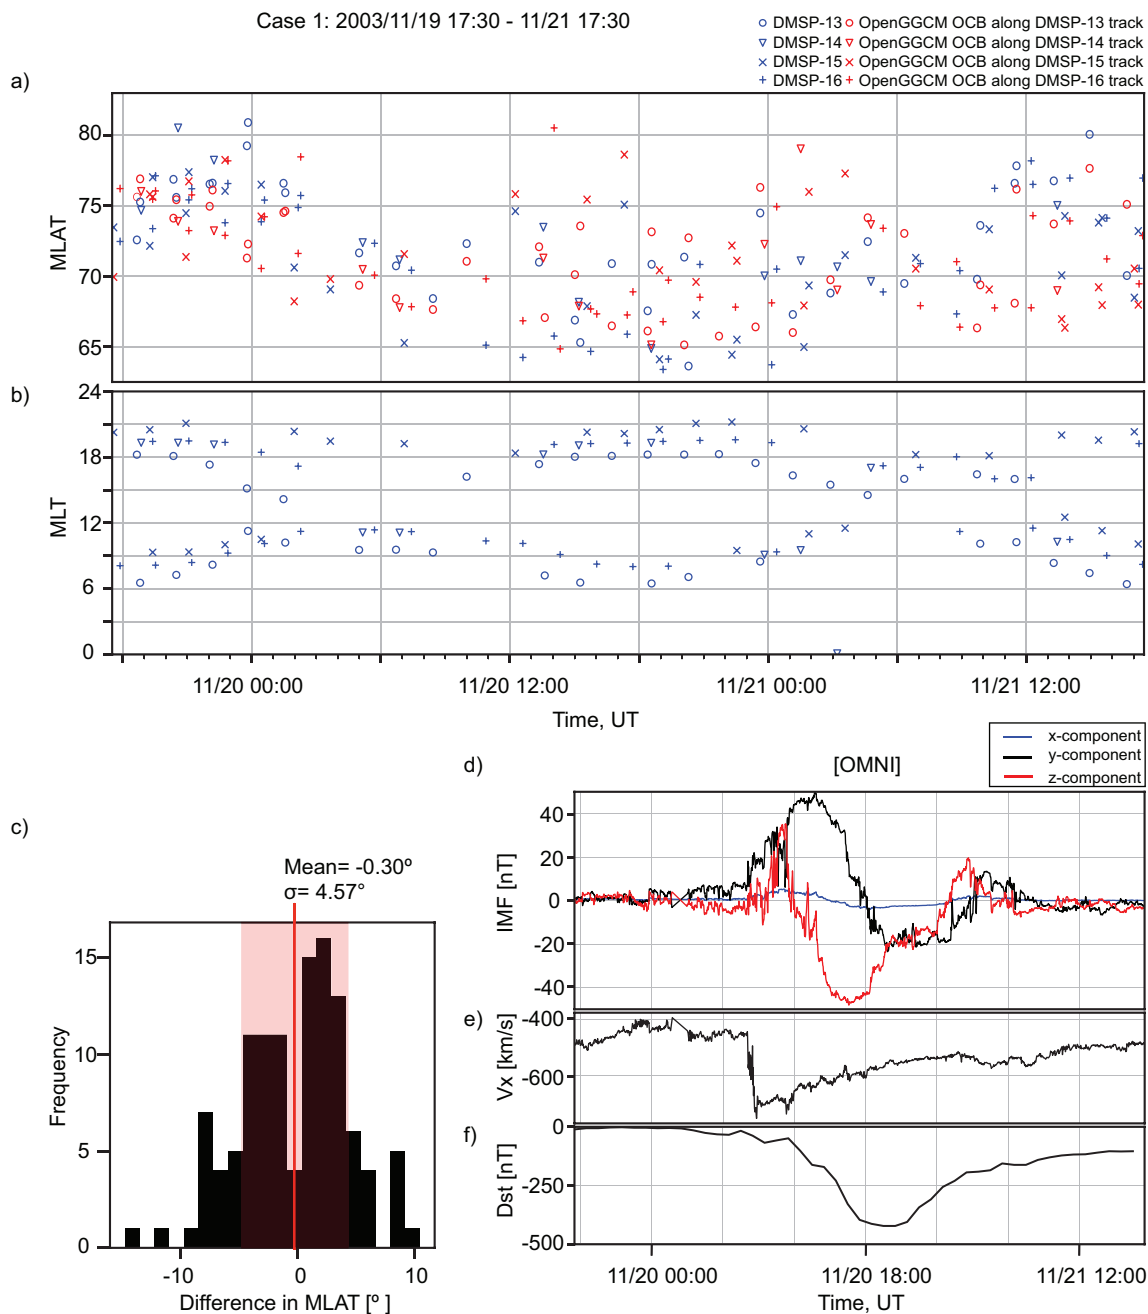 Case 1: 2003/11/19 17:30 - 11/21 17:30
DMSP-13 OpenGGCM OCB along DMSP-13 track
DMSP-14 OpenGGCM OCB along DMSP-14 track
DMSP-15 OpenGGCM OCB along DMSP-15 track
DMSP-16 OpenGGCM OCB along DMSP-16 track
a)
MLAT
80
75
70
65
b)
MLT
24
18
12
6
0
11/20 00:00 11/20 12:00 11/21 00:00 11/21 12:00
Time, UT
c)
Mean= -0.30º
σ= 4.57°
Frequency
15
10
5
0
-10 0 10
Difference in MLAT [º ]
d)
[OMNI]
x-component
y-component
z-component
IMF [nT]
40
20
0
-20
-40
e)
Vx [km/s]
-400
-600
f)
Dst [nT]
0
-250
-500
11/20 00:00 11/20 18:00 11/21 12:00
Time, UT